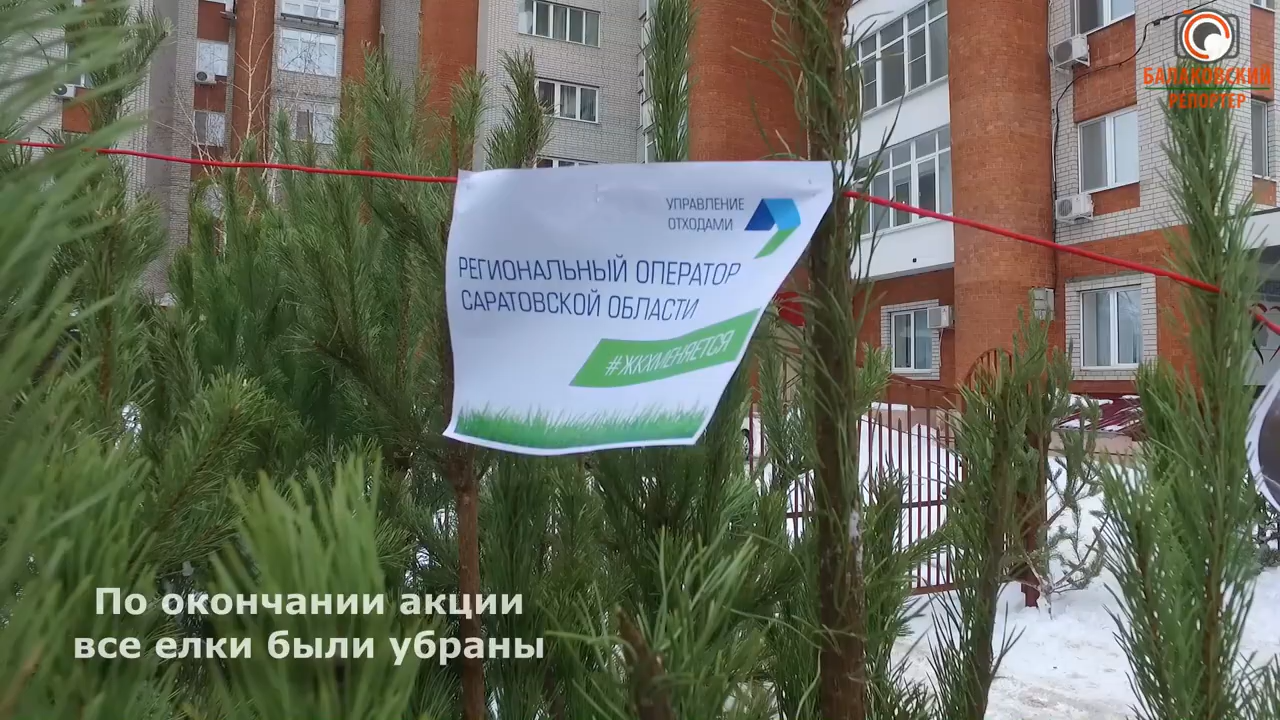 БАЛАКОВСКИЙ
РЕПОРТЕР
УПРАВЛЕНИЕ
ОТХОДАМИ
РЕГИОНАЛЬНЫЙ ОПЕРАТОР
САРАТОВСКОЙ ОБЛАСТИ
#ЖКХМЕНЯЕТСЯ
По окончании акции
все елки были убраны